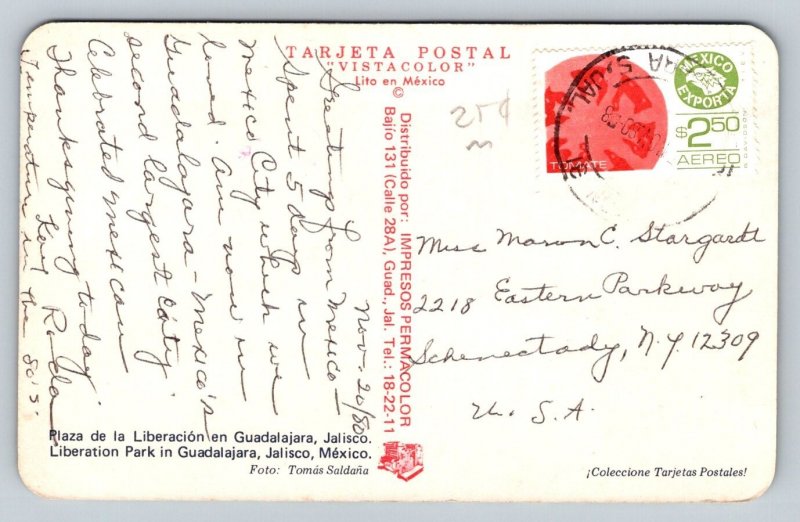 TARJETA POSTAL
"VISTACOLOR"
Lito en México
©
Nov. 20/80
Greetings from Mexico -
Spent 5 days in
Mexico City which we
loved. Am now in
Guadalajara - Mexico's
second largest city.
Celebrated Mexican
Thanksgiving today.
Temperature in the 80's.
Distribuido por: IMPRESOS PERMACOLOR
Bajío 131 (Calle 28A), Guad., Jal. Tel.: 18-22-11
25¢
TOMATE
MEXICO
EXPORTA
$2.50
AEREO
Miss Marion C. Stargardt
2218 Eastern Parkway
Schenectady, N.Y. 12309
U.S.A.
Plaza de la Liberación en Guadalajara, Jalisco.
Liberation Park in Guadalajara, Jalisco, México.
Foto: Tomás Saldaña
¡Coleccione Tarjetas Postales!